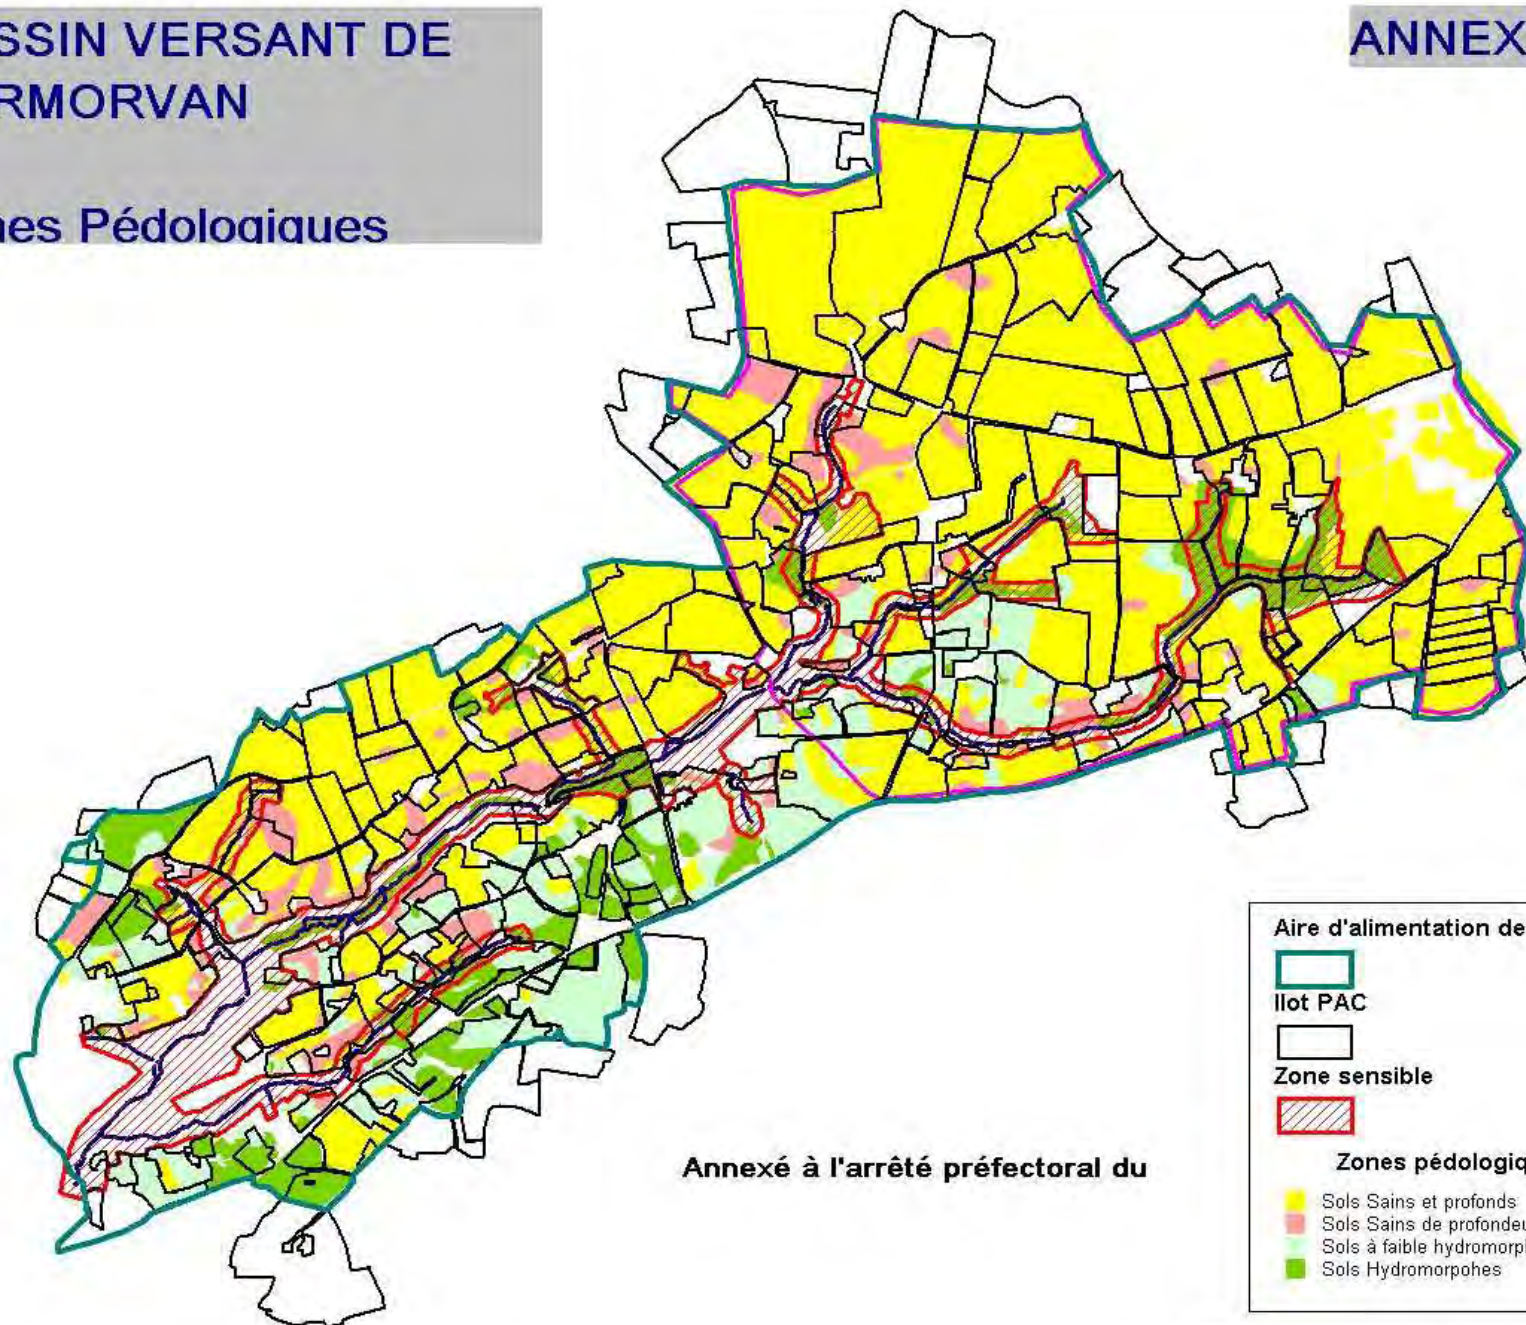 SSIN VERSANT DE
RMORVAN
nes Pédologiques
ANNEX
Aire d'alimentation de
Ilot PAC
Zone sensible
Zones pédologiq
Sols Sains et profonds
Sols Sains de profondeu
Sols à faible hydromorph
Sols Hydromorpohes
Annexé à l'arrêté préfectoral du